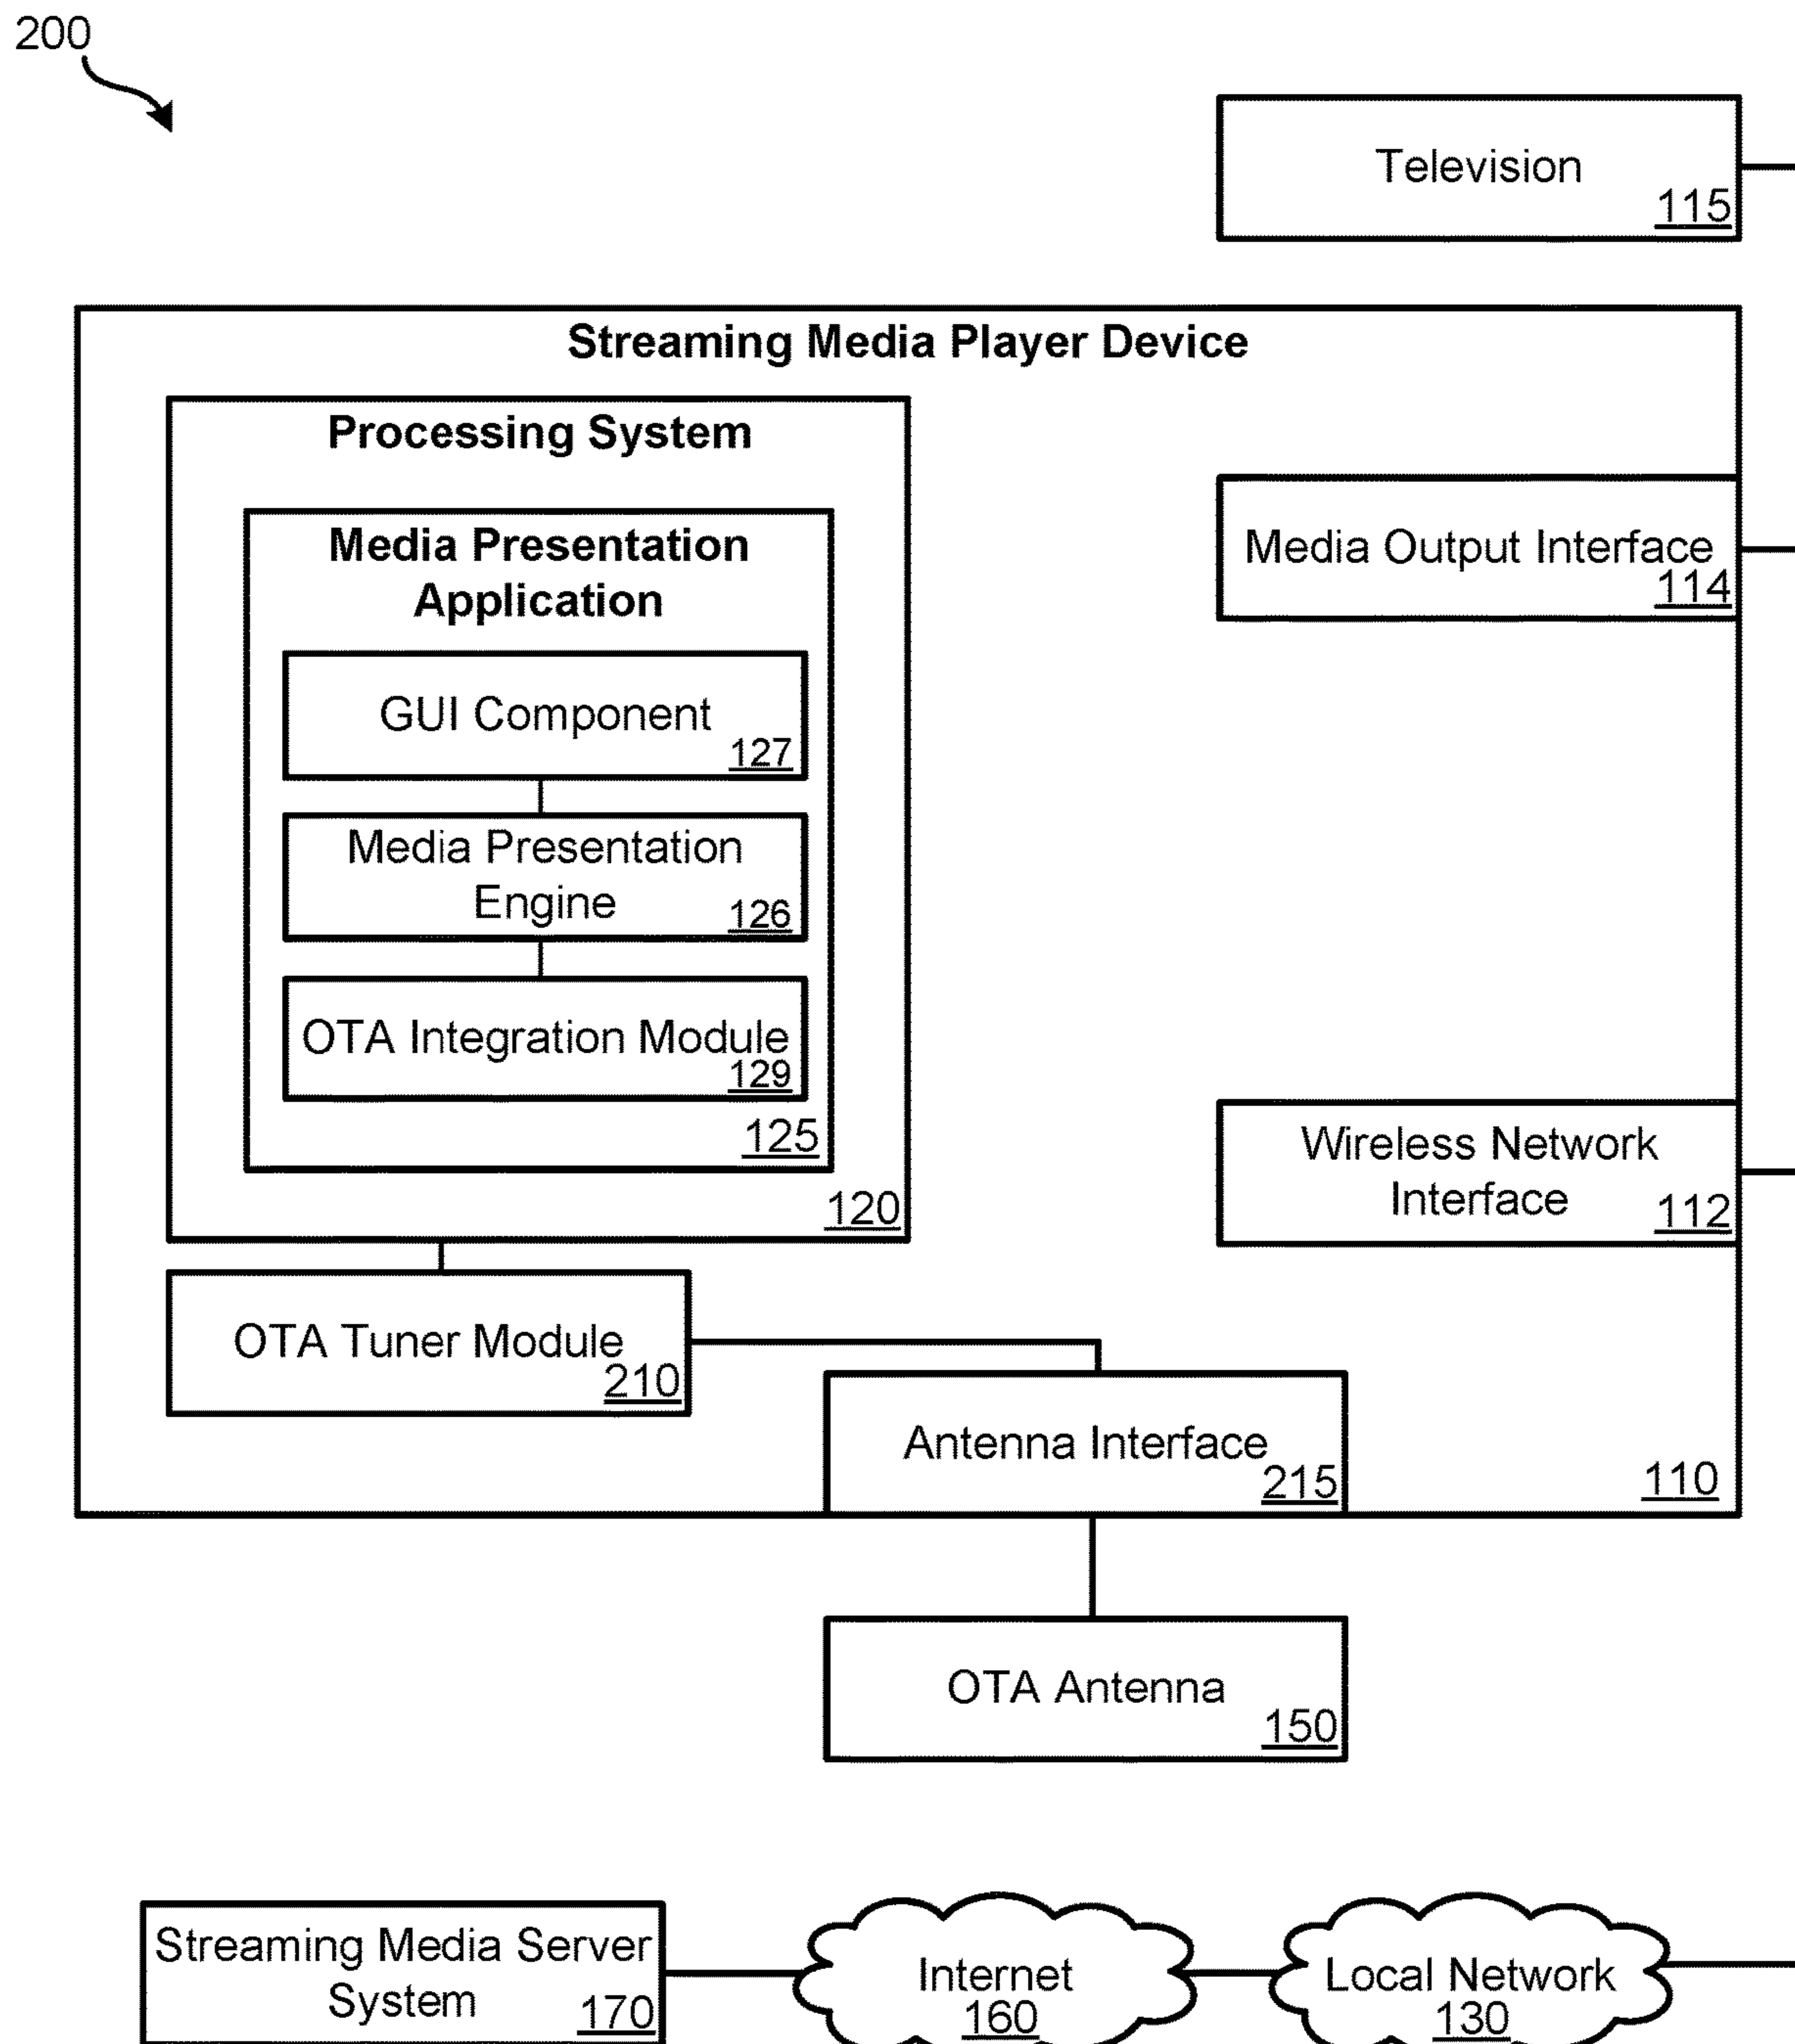 200
Television
115
Streaming Media Player Device
Processing System
Media Presentation
Application
GUI Component
127
Media Presentation
Engine
126
OTA Integration Module
129
125
120
Media Output Interface
114
Wireless Network
Interface
112
OTA Tuner Module
210
Antenna Interface
215
110
OTA Antenna
150
Streaming Media Server
System
170
Internet
160
Local Network
130